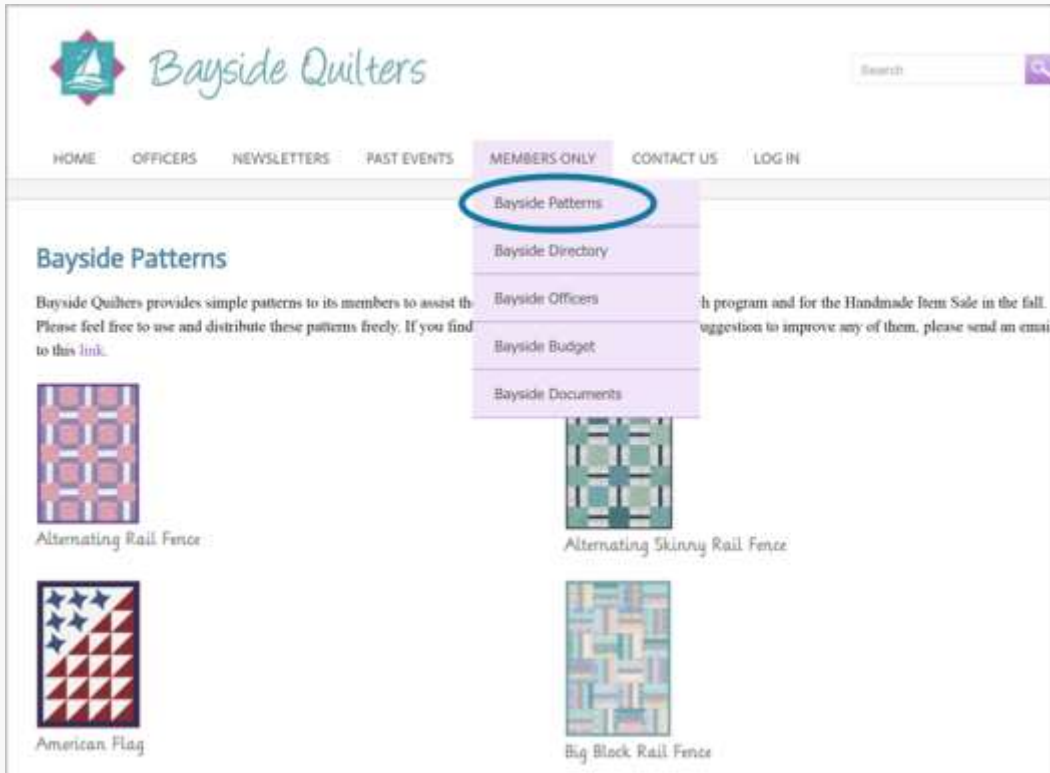 Bayside Quilters
Search
HOME OFFICERS NEWSLETTERS PAST EVENTS MEMBERS ONLY CONTACT US LOG IN
Bayside Patterns
Bayside Directory
Bayside Officers
Bayside Budget
Bayside Documents
Bayside Patterns
Bayside Quilters provides simple patterns to its members to assist th h program and for the Handmade Item Sale in the fall.
Please feel free to use and distribute these patterns freely. If you find uggestion to improve any of them, please send an emai
to this link.
Alternating Rail Fence
Alternating Skinny Rail Fence
American Flag
Big Block Rail Fence